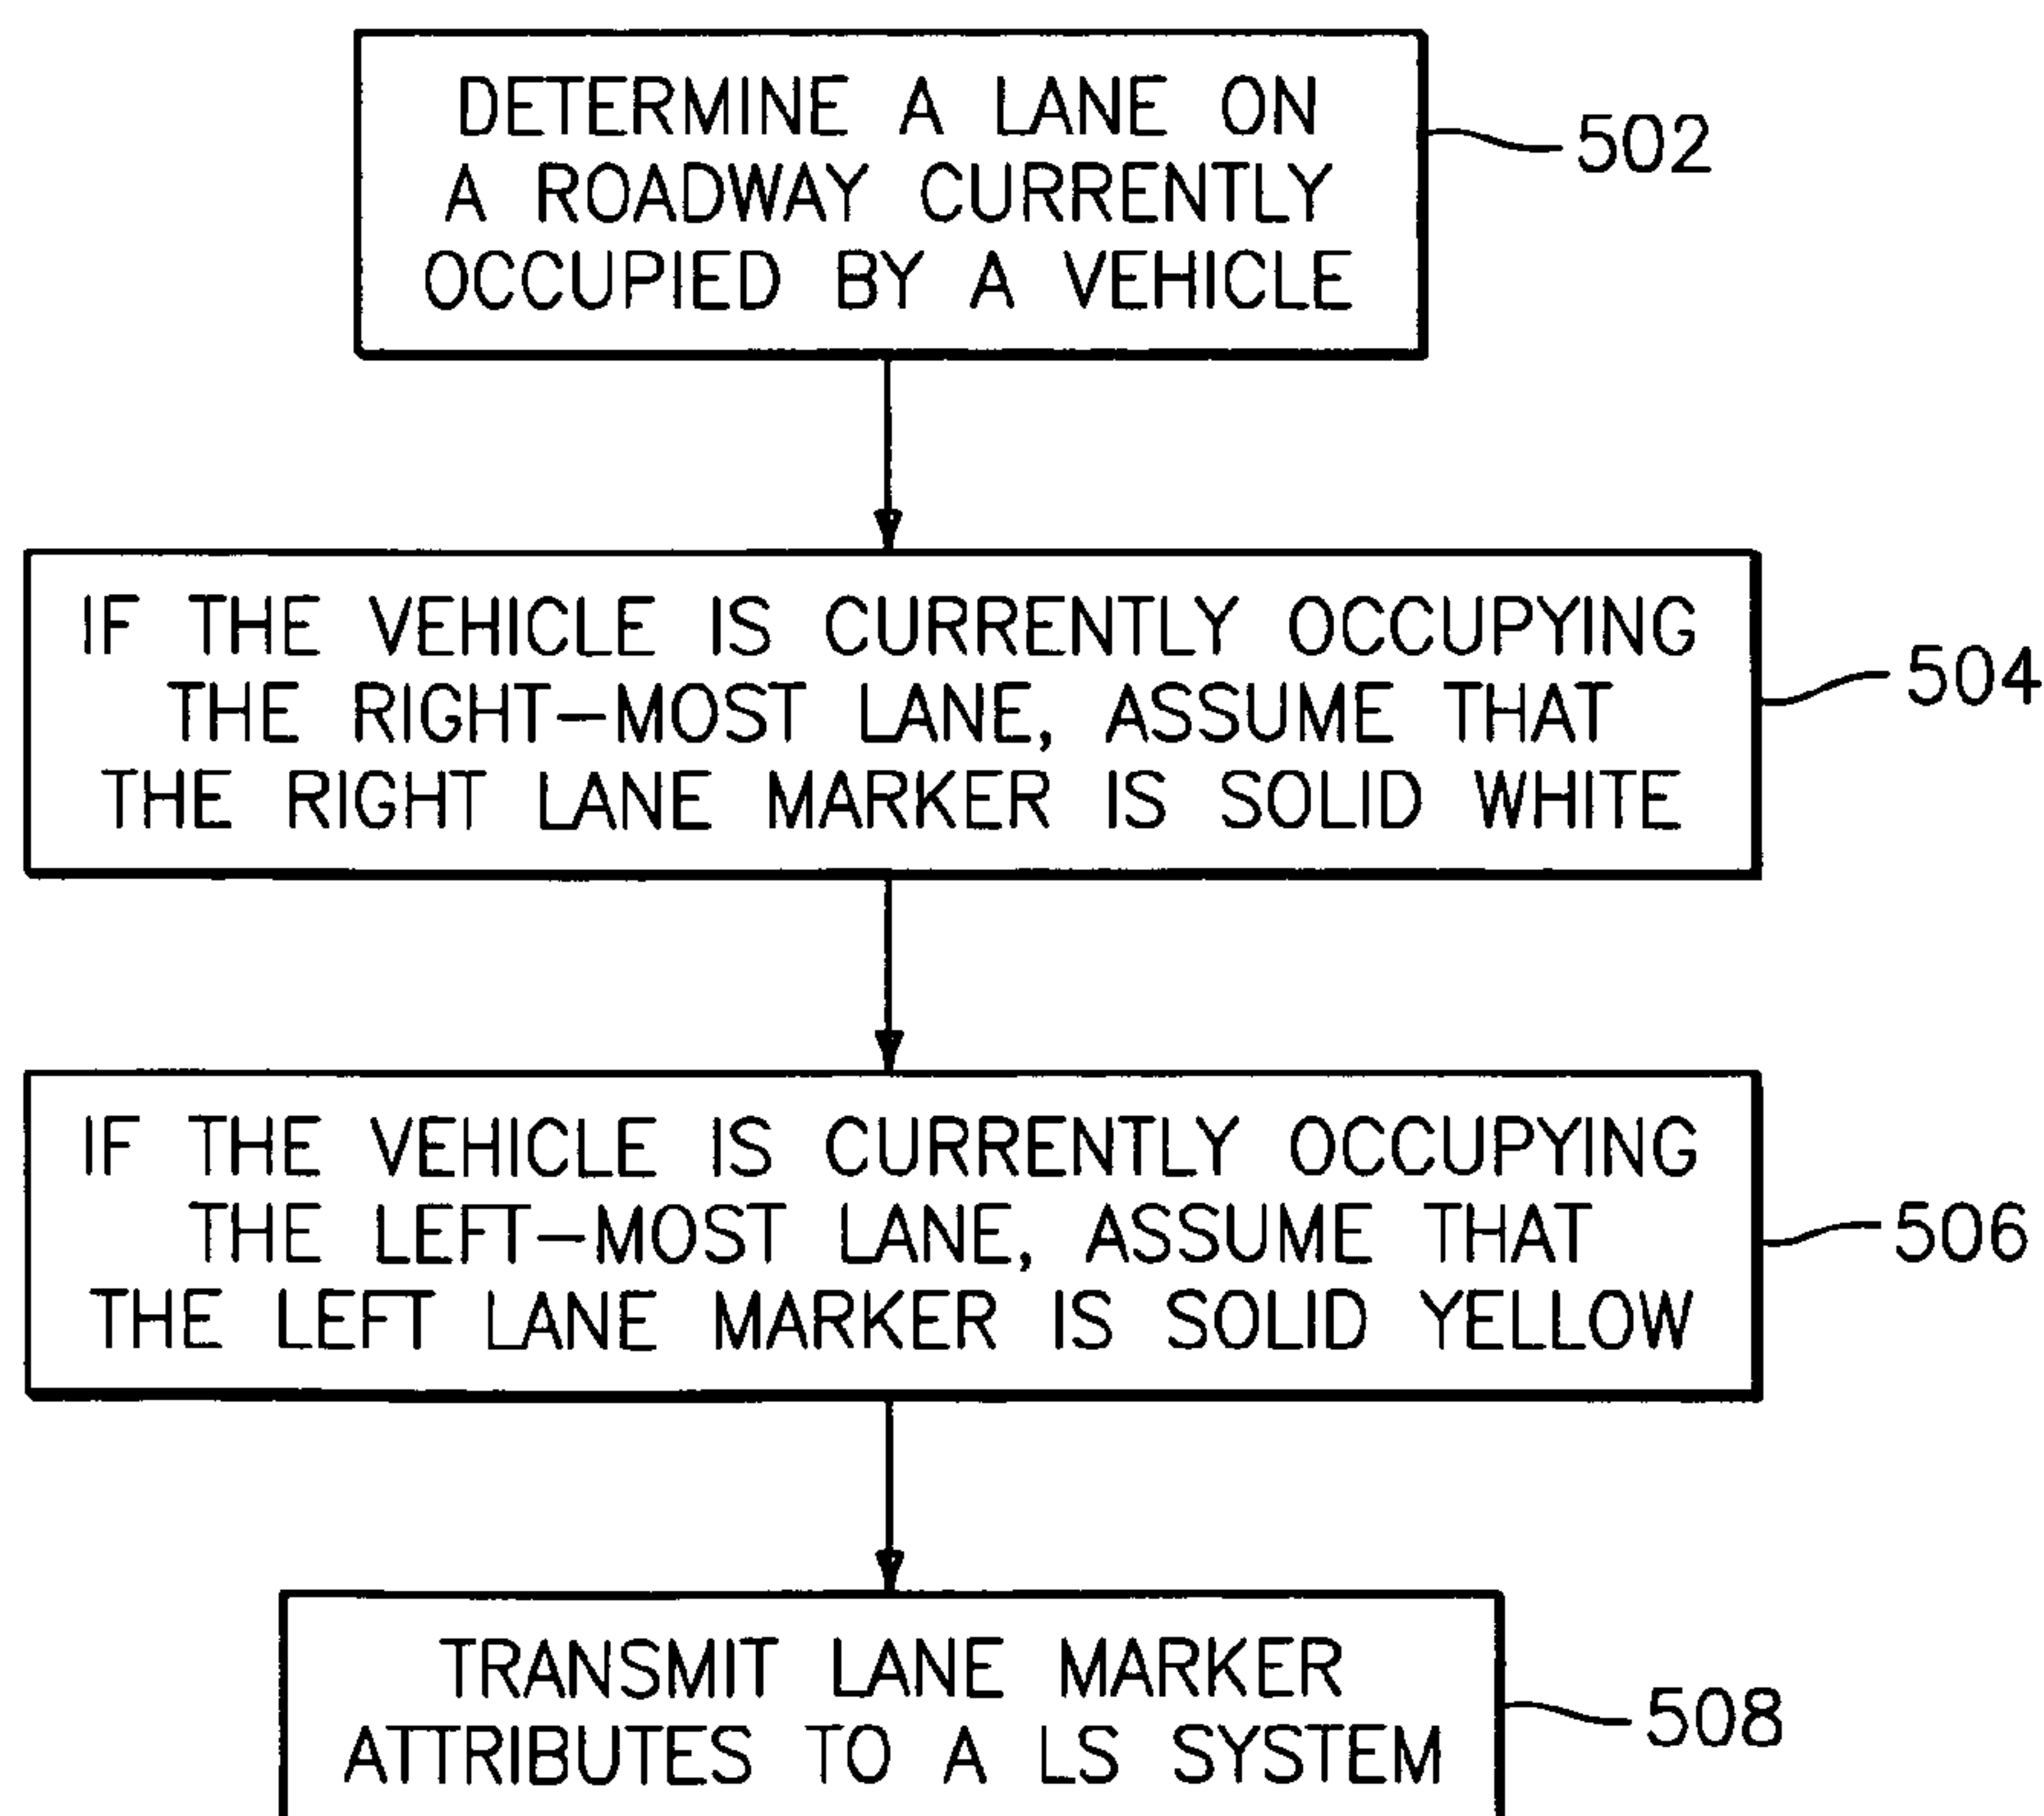 DETERMINE A LANE ON
A ROADWAY CURRENTLY
OCCUPIED BY A VEHICLE
502
IF THE VEHICLE IS CURRENTLY OCCUPYING
THE RIGHT–MOST LANE, ASSUME THAT
THE RIGHT LANE MARKER IS SOLID WHITE
504
IF THE VEHICLE IS CURRENTLY OCCUPYING
THE LEFT–MOST LANE, ASSUME THAT
THE LEFT LANE MARKER IS SOLID YELLOW
506
TRANSMIT LANE MARKER
ATTRIBUTES TO A LS SYSTEM
508